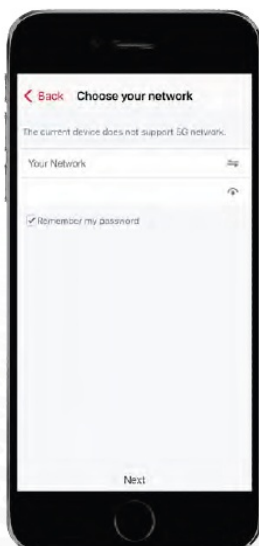 Back Choose your network
The current device does not support 5G network.
Your Network
Remember my password
Next